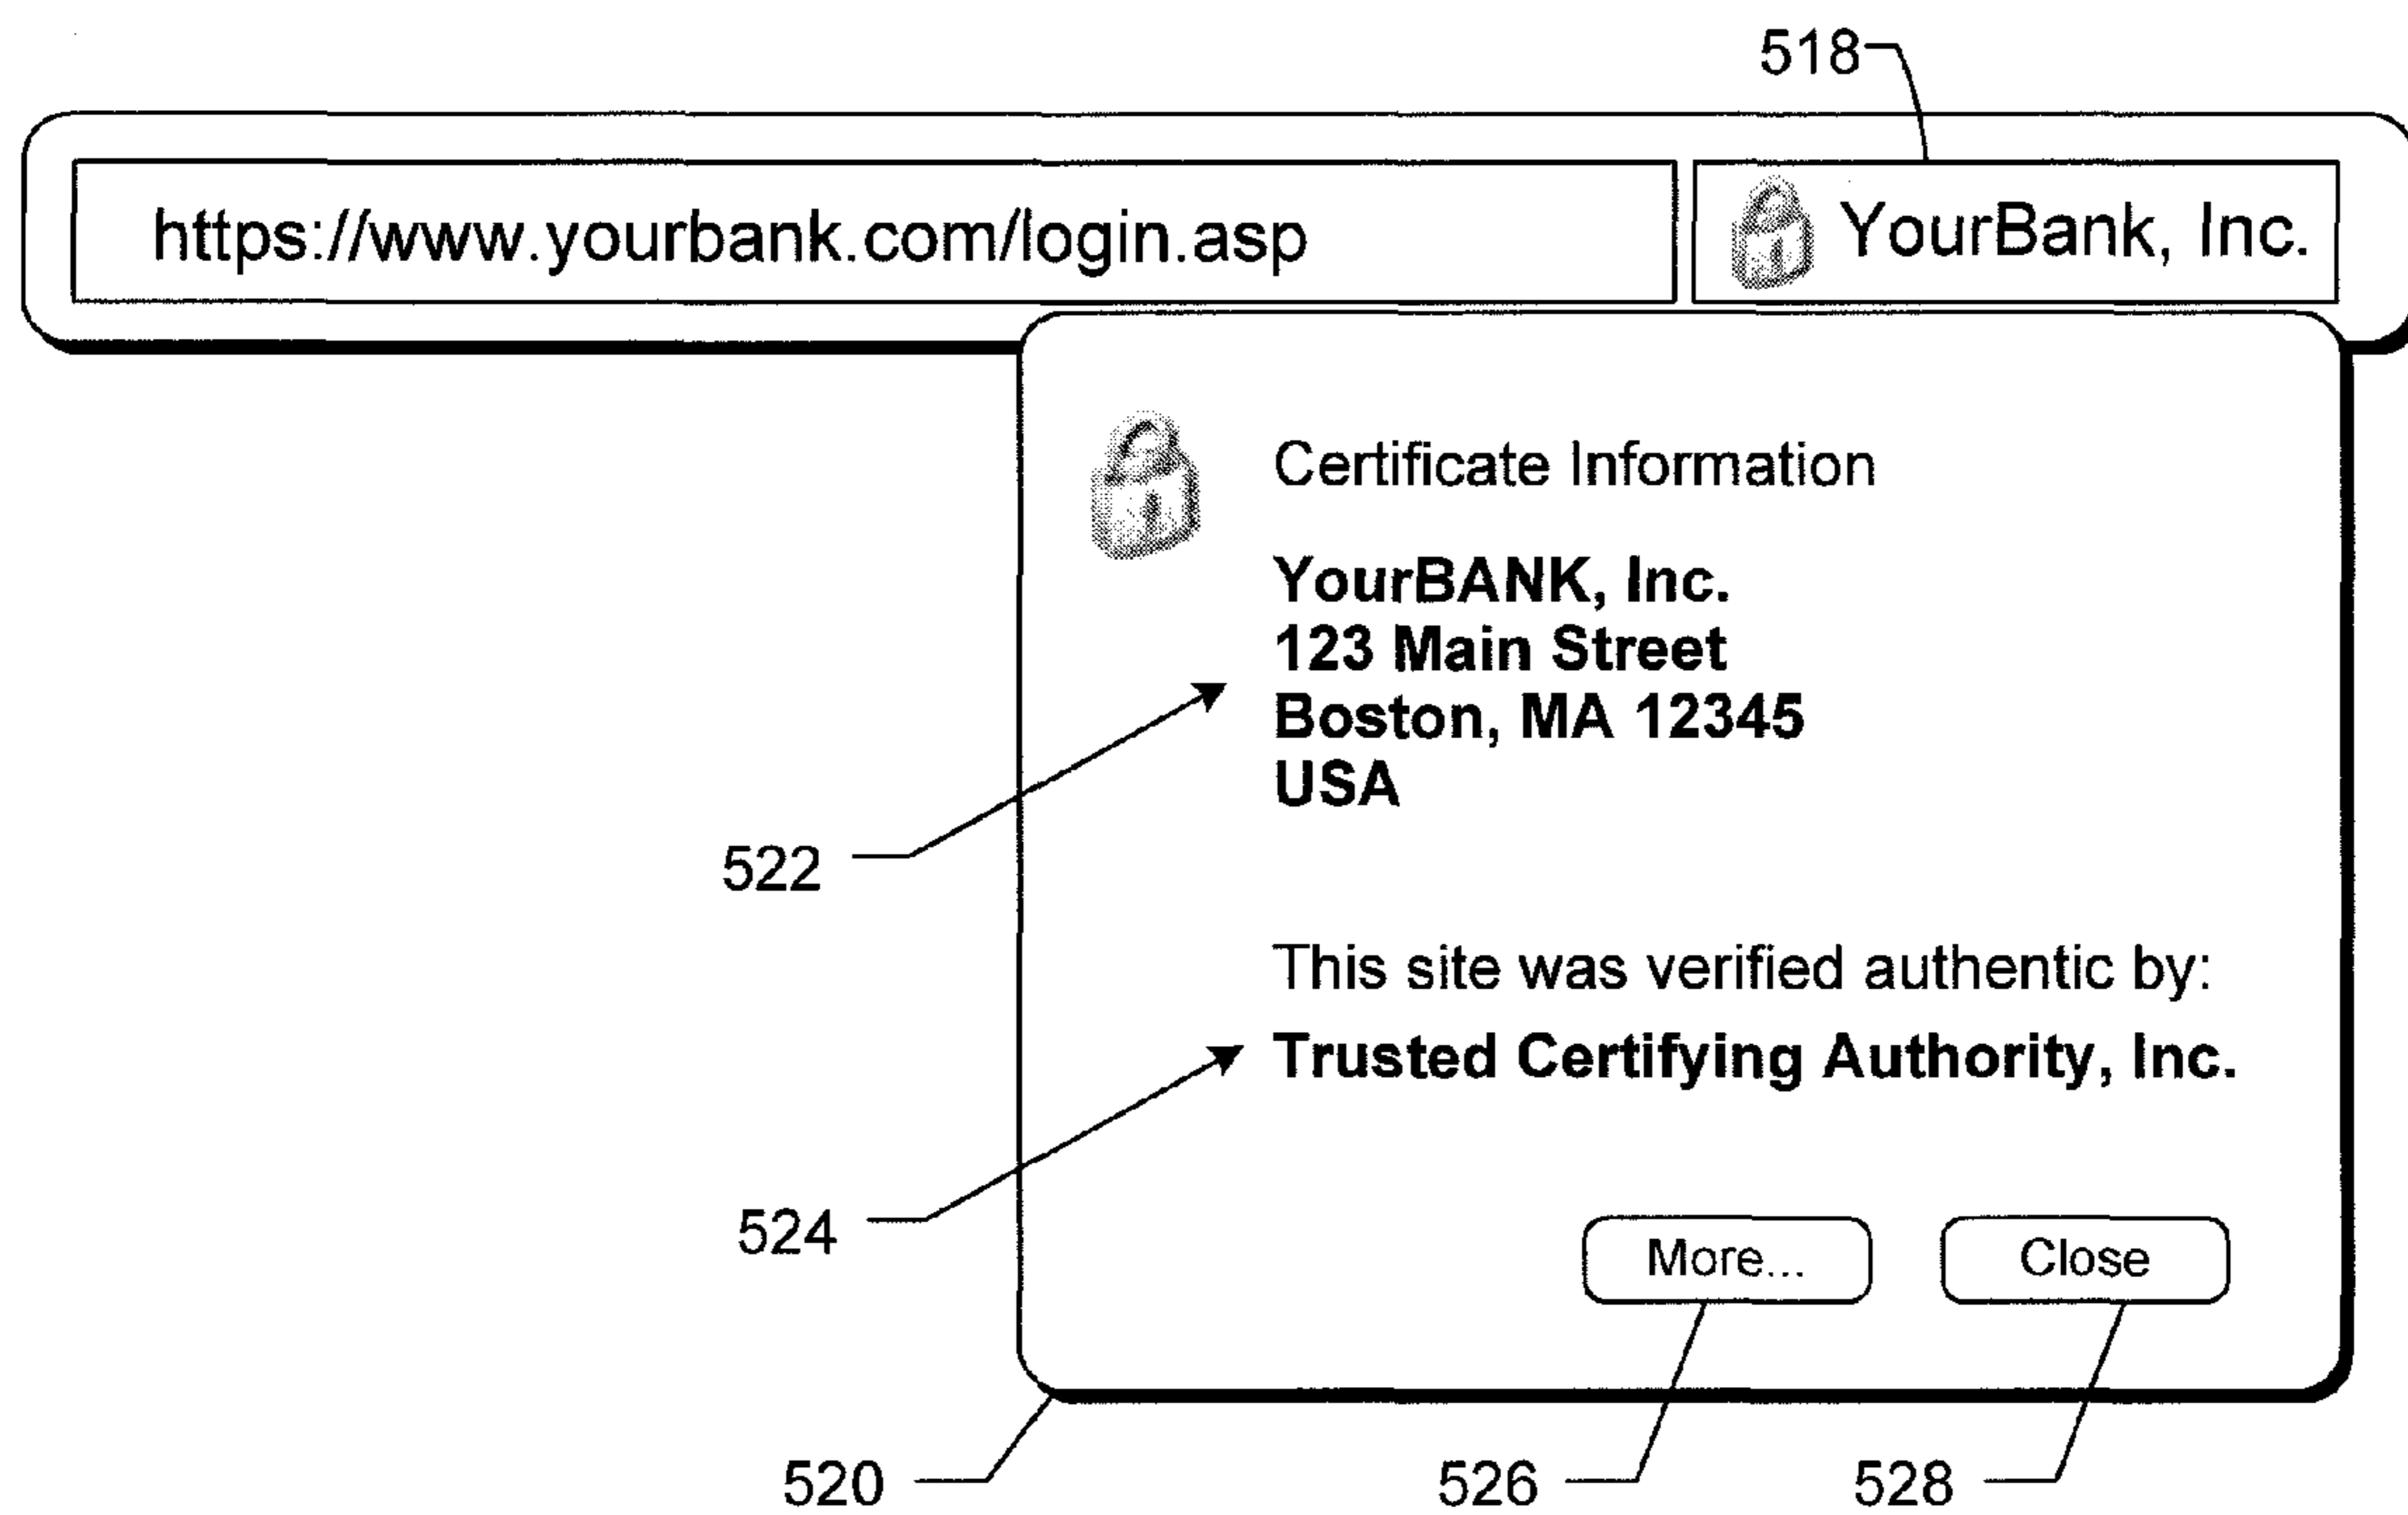 518
https://www.yourbank.com/login.asp
YourBank, Inc.
Certificate Information
YourBANK, Inc.
123 Main Street
Boston, MA 12345
USA
522
This site was verified authentic by:
Trusted Certifying Authority, Inc.
524
More...
Close
520
526
528